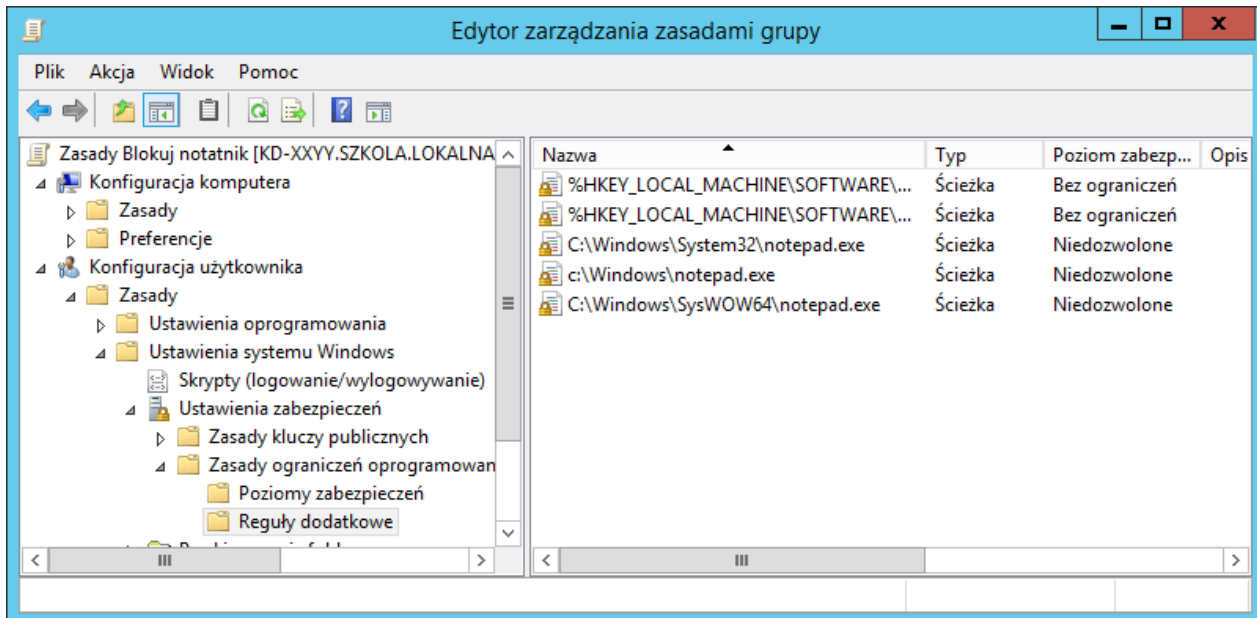 Edytor zarządzania zasadami grupy
Plik Akcja Widok Pomoc
Zasady Blokuj notatnik [KD-XXYY.SZKOLA.LOKALNA
Konfiguracja komputera
Zasady
Preferencje
Konfiguracja użytkownika
Zasady
Ustawienia oprogramowania
Ustawienia systemu Windows
Skrypty (logowanie/wylogowywanie)
Ustawienia zabezpieczeń
Zasady kluczy publicznych
Zasady ograniczeń oprogramowan
Poziomy zabezpieczeń
Reguły dodatkowe
Nazwa Typ Poziom zabezp... Opis
%HKEY_LOCAL_MACHINE\SOFTWARE\... Ścieżka Bez ograniczeń
%HKEY_LOCAL_MACHINE\SOFTWARE\... Ścieżka Bez ograniczeń
C:\Windows\System32\notepad.exe Ścieżka Niedozwolone
c:\Windows\notepad.exe Ścieżka Niedozwolone
C:\Windows\SysWOW64\notepad.exe Ścieżka Niedozwolone